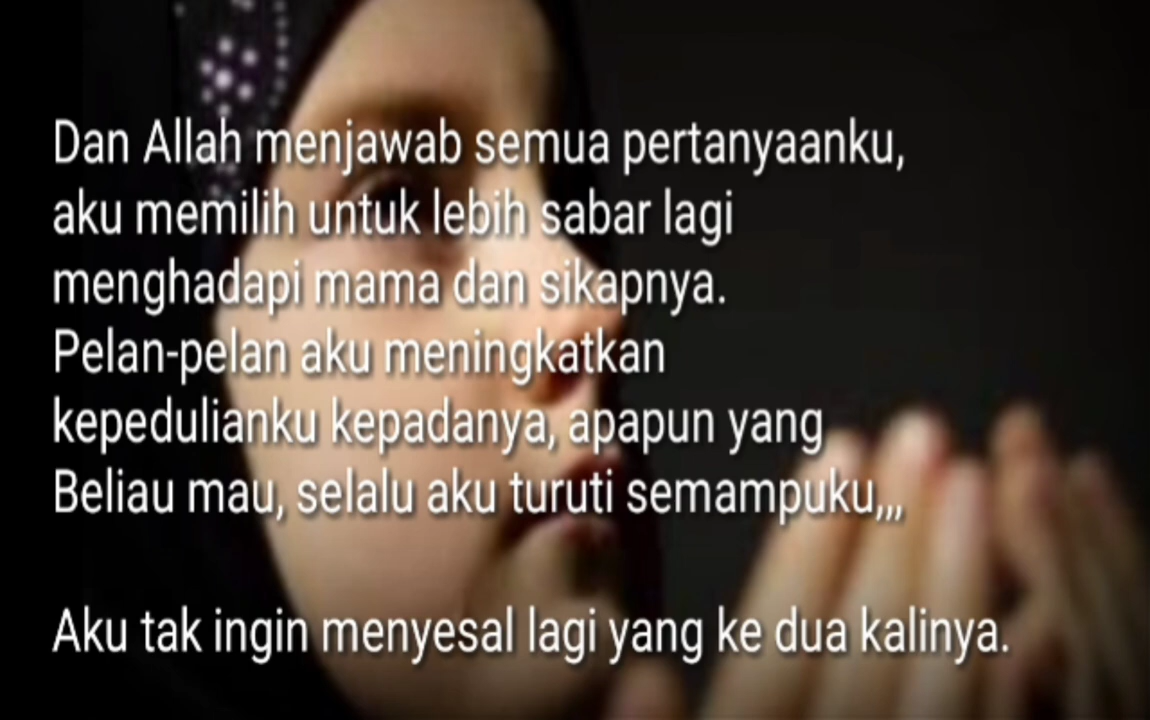 Dan Allah menjawab semua pertanyaanku,
aku memilih untuk lebih sabar lagi
menghadapi mama dan sikapnya.
Pelan-pelan aku meningkatkan
kepedulianku kepadanya, apapun yang
Beliau mau, selalu aku turuti semampuku,,,
Aku tak ingin menyesal lagi yang ke dua kalinya.